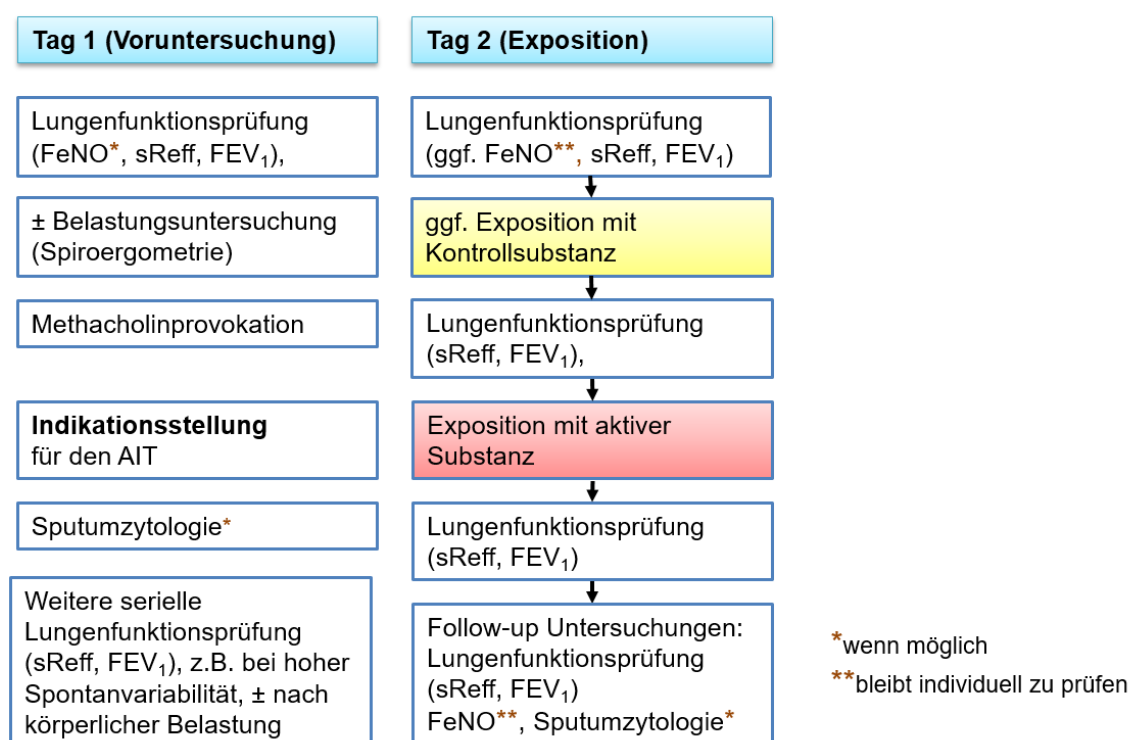 Tag 1 (Voruntersuchung)
Lungenfunktionsprüfung
(FeNO*, sReff, FEV₁),
± Belastungsuntersuchung
(Spiroergometrie)
Methacholinprovokation
Indikationsstellung
für den AIT
Sputumzytologie*
Weitere serielle
Lungenfunktionsprüfung
(sReff, FEV₁), z.B. bei hoher
Spontanvariabilität, ± nach
körperlicher Belastung
Tag 2 (Exposition)
Lungenfunktionsprüfung
(ggf. FeNO**, sReff, FEV₁)
ggf. Exposition mit
Kontrollsubstanz
Lungenfunktionsprüfung
(sReff, FEV₁),
Exposition mit aktiver
Substanz
Lungenfunktionsprüfung
(sReff, FEV₁)
Follow-up Untersuchungen:
Lungenfunktionsprüfung
(sReff, FEV₁)
FeNO**, Sputumzytologie*
*wenn möglich
**bleibt individuell zu prüfen